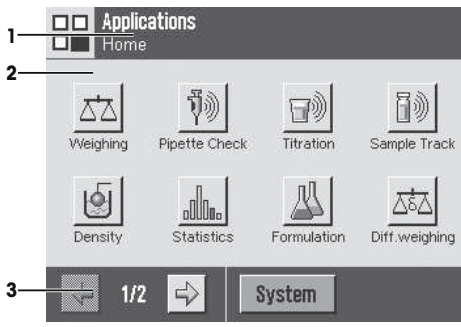 Applications
1
Home
2
Weighing
Pipette Check
Titration
Sample Track
Density
Statistics
Formulation
Diff.weighing
3
1/2
System